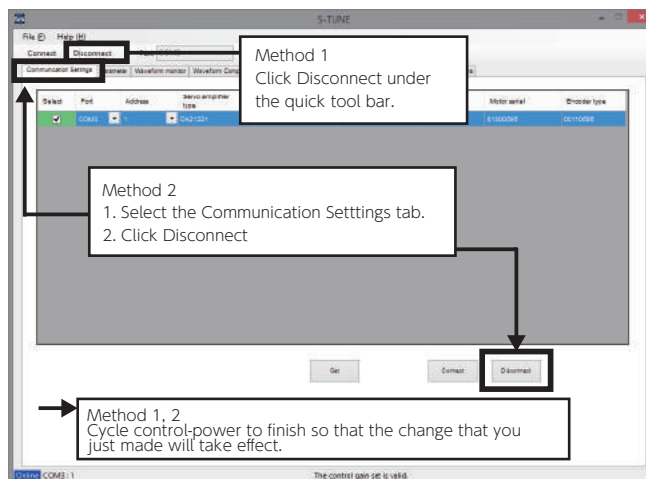 S-TUNE
File (F) Help (H)
Connect Disconnect
Communication Settings Waveform monitor Waveform
Method 1
Click Disconnect under
the quick tool bar.
Select Port Address Servo amplifier type Motor serial Encoder type
COM3 1
Method 2
1. Select the Communication Setttings tab.
2. Click Disconnect
Get Connect Disconnect
Method 1, 2
Cycle control-power to finish so that the change that you
just made will take effect.
Online COM3 : 1 The control gain set is valid.